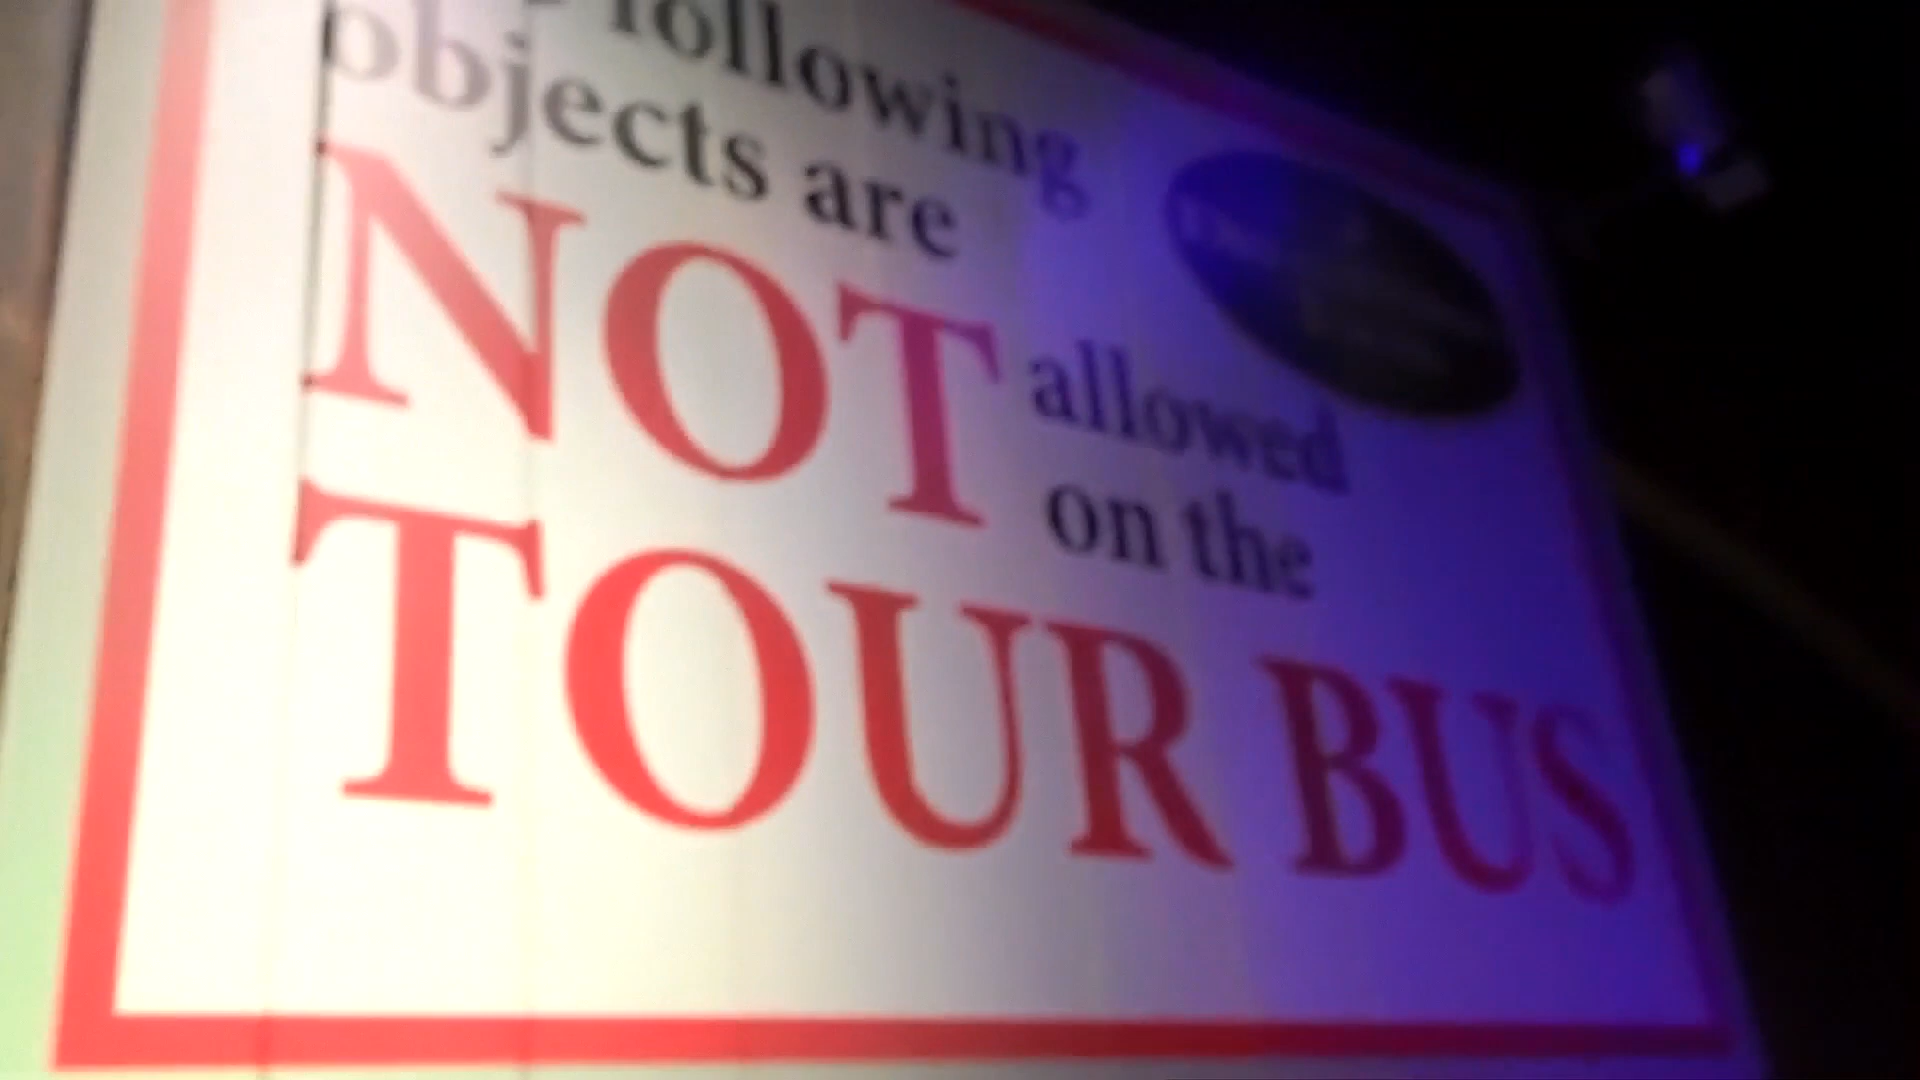 following
objects are
NOT allowed
on the
TOUR BUS